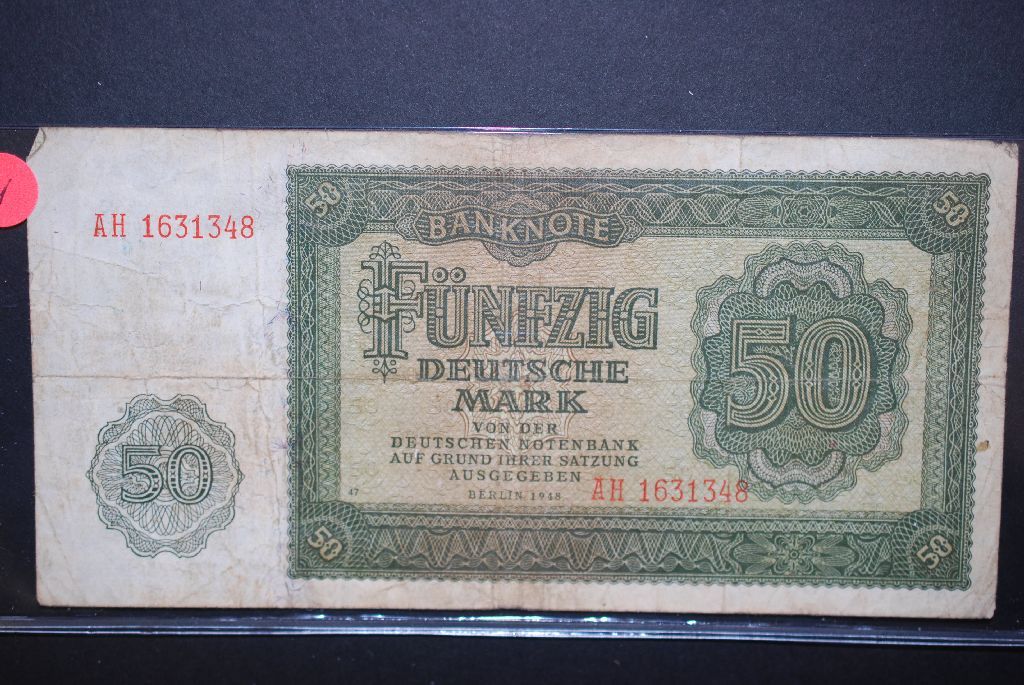 50
50
AH 1631348
BANKNOTE
FÜNFZIG
50
DEUTSCHE
MARK
VON DER
DEUTSCHEN NOTENBANK
AUF GRUND IHRER SATZUNG
AUSGEGEBEN
50
47
BERLIN 1948
AH 1631348
50
50